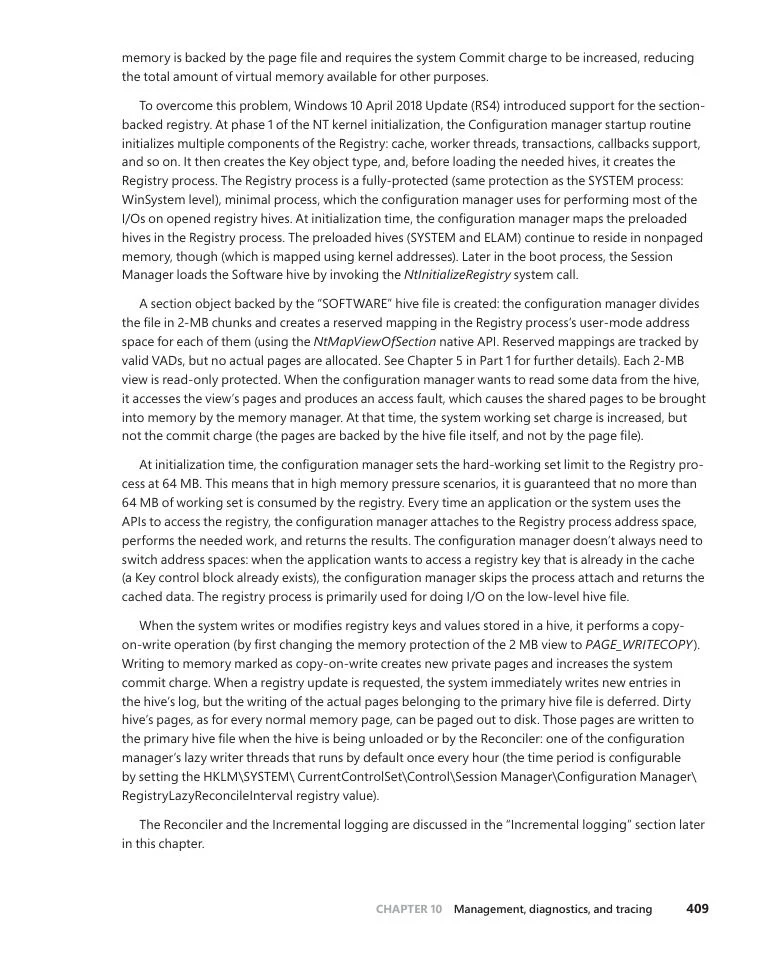 memory is backed by the page file and requires the system Commit charge to be increased, reducing
the total amount of virtual memory available for other purposes.
To overcome this problem, Windows 10 April 2018 Update (RS4) introduced support for the section-
backed registry. At phase 1 of the NT kernel initialization, the Configuration manager startup routine
initializes multiple components of the Registry: cache, worker threads, transactions, callbacks support,
and so on. It then creates the Key object type, and, before loading the needed hives, it creates the
Registry process. The Registry process is a fully-protected (same protection as the SYSTEM process:
WinSystem level), minimal process, which the configuration manager uses for performing most of the
I/Os on opened registry hives. At initialization time, the configuration manager maps the preloaded
hives in the Registry process. The preloaded hives (SYSTEM and ELAM) continue to reside in nonpaged
memory, though (which is mapped using kernel addresses). Later in the boot process, the Session
Manager loads the Software hive by invoking the NtInitializeRegistry system call.
A section object backed by the “SOFTWARE” hive file is created: the configuration manager divides
the file in 2-MB chunks and creates a reserved mapping in the Registry process’s user-mode address
space for each of them (using the NtMapViewOfSection native API. Reserved mappings are tracked by
valid VADs, but no actual pages are allocated. See Chapter 5 in Part 1 for further details). Each 2-MB
view is read-only protected. When the configuration manager wants to read some data from the hive,
it accesses the view’s pages and produces an access fault, which causes the shared pages to be brought
into memory by the memory manager. At that time, the system working set charge is increased, but
not the commit charge (the pages are backed by the hive file itself, and not by the page file).
At initialization time, the configuration manager sets the hard-working set limit to the Registry pro-
cess at 64 MB. This means that in high memory pressure scenarios, it is guaranteed that no more than
64 MB of working set is consumed by the registry. Every time an application or the system uses the
APIs to access the registry, the configuration manager attaches to the Registry process address space,
performs the needed work, and returns the results. The configuration manager doesn’t always need to
switch address spaces: when the application wants to access a registry key that is already in the cache
(a Key control block already exists), the configuration manager skips the process attach and returns the
cached data. The registry process is primarily used for doing I/O on the low-level hive file.
When the system writes or modifies registry keys and values stored in a hive, it performs a copy-
on-write operation (by first changing the memory protection of the 2 MB view to PAGE_WRITECOPY).
Writing to memory marked as copy-on-write creates new private pages and increases the system
commit charge. When a registry update is requested, the system immediately writes new entries in
the hive’s log, but the writing of the actual pages belonging to the primary hive file is deferred. Dirty
hive’s pages, as for every normal memory page, can be paged out to disk. Those pages are written to
the primary hive file when the hive is being unloaded or by the Reconciler: one of the configuration
manager’s lazy writer threads that runs by default once every hour (the time period is configurable
by setting the HKLM\SYSTEM\ CurrentControlSet\Control\Session Manager\Configuration Manager\
RegistryLazyReconcileInterval registry value).
The Reconciler and the Incremental logging are discussed in the “Incremental logging” section later
in this chapter.
CHAPTER 10 Management, diagnostics, and tracing 409